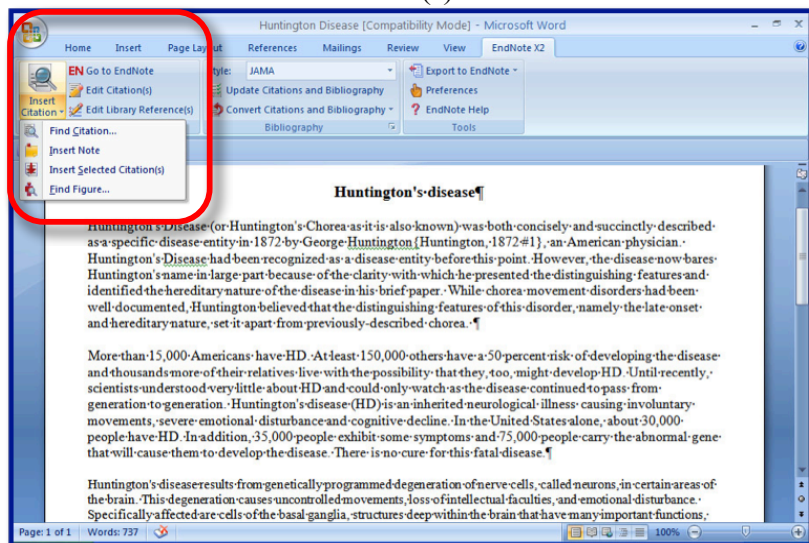 Huntington Disease [Compatibility Mode] - Microsoft Word
Home Insert Page Layout References Mailings Review View EndNote X2
EN Go to EndNote
Style: JAMA
Export to EndNote
Edit Citation(s)
Update Citations and Bibliography
Preferences
Insert Citation
Edit Library Reference(s)
Convert Citations and Bibliography
? EndNote Help
Bibliography
Tools
Find Citation...
Insert Note
Insert Selected Citation(s)
Find Figure...
Huntington's·disease¶
Huntington's·Disease·(or·Huntington's·Chorea·as·it·is·also·known)·was·both·concisely·and·succinctly·described·
as·a·specific·disease·entity·in·1872·by·George·Huntington{Huntington,·1872·#1},·an·American·physician.·
Huntington's·Disease·had·been·recognized·as·a·disease·entity·before·this·point.·However,·the·disease·now·bares·
Huntington's·name·in·large·part·because·of·the·clarity·with·which·he·presented·the·distinguishing·features·and·
identified·the·hereditary·nature·of·the·disease·in·his·brief·paper.·While·chorea·movement·disorders·had·been·
well·documented,·Huntington·believed·that·the·distinguishing·features·of·this·disorder,·namely·the·late·onset·
and·hereditary·nature,·set·it·apart·from·previously-described·chorea.·¶
More·than·15,000·Americans·have·HD.·At·least·150,000·others·have·a·50·percent·risk·of·developing·the·disease·
and·thousands·more·of·their·relatives·live·with·the·possibility·that·they,·too,·might·develop·HD.·Until·recently,·
scientists·understood·very·little·about·HD·and·could·only·watch·as·the·disease·continued·to·pass·from·
generation·to·generation.·Huntington's·disease·(HD)·is·an·inherited·neurological·illness·causing·involuntary·
movements,·severe·emotional·disturbance·and·cognitive·decline.·In·the·United·States·alone,·about·30,000·
people·have·HD.·In·addition,·35,000·people·exhibit·some·symptoms·and·75,000·people·carry·the·abnormal·gene·
that·will·cause·them·to·develop·the·disease.·There·is·no·cure·for·this·fatal·disease.¶
Huntington's·disease·results·from·genetically·programmed·degeneration·of·nerve·cells,·called·neurons,·in·certain·areas·of·
the·brain.·This·degeneration·causes·uncontrolled·movements,·loss·of·intellectual·faculties,·and·emotional·disturbance.·
Specifically·affected·are·cells·of·the·basal·ganglia,·structures·deep·within·the·brain·that·have·many·important·functions,·
Page: 1 of 1 Words: 737 100%